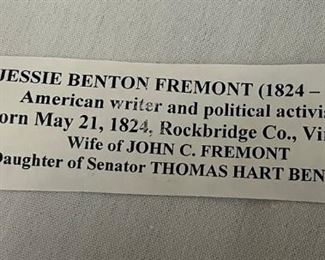 JESSIE BENTON FREMONT (1824 –
American writer and political activis
orn May 21, 1824, Rockbridge Co., Vir
Wife of JOHN C. FREMONT
Daughter of Senator THOMAS HART BEN